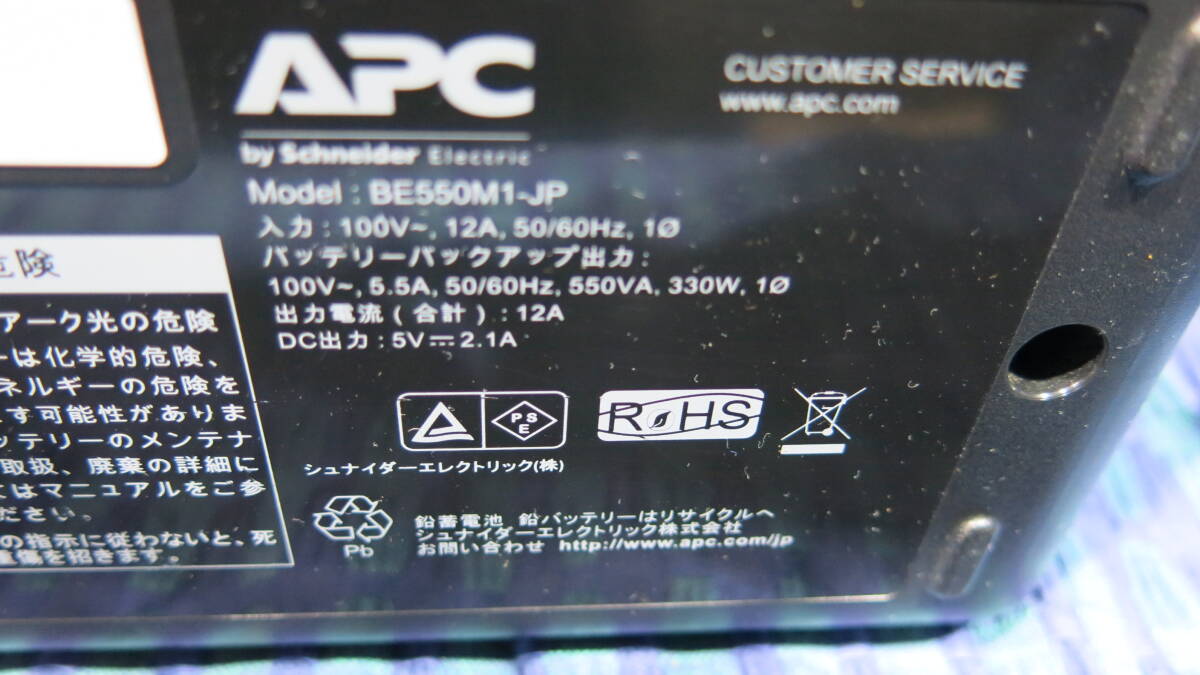 APC
by Schneider Electric
CUSTOMER SERVICE
www.apc.com
Model : BE550M1-JP
入力 : 100V~, 12A, 50/60Hz, 1Ø
バッテリーバックアップ出力 :
100V~, 5.5A, 50/60Hz, 550VA, 330W, 1Ø
出力電流 ( 合計 ) : 12A
DC出力 : 5V⎓2.1A
危険
アーク光の危険
ーは化学的危険、
ネルギーの危険を
す可能性がありま
ッテリーのメンテナ
取扱、廃棄の詳細に
はマニュアルをご参
ださい。
の指示に従わないと、死
重傷を招きます。
PS
E
RoHS
シュナイダーエレクトリック(株)
Pb
鉛蓄電池 鉛バッテリーはリサイクルへ
シュナイダーエレクトリック株式会社
お問い合わせ http://www.apc.com/jp